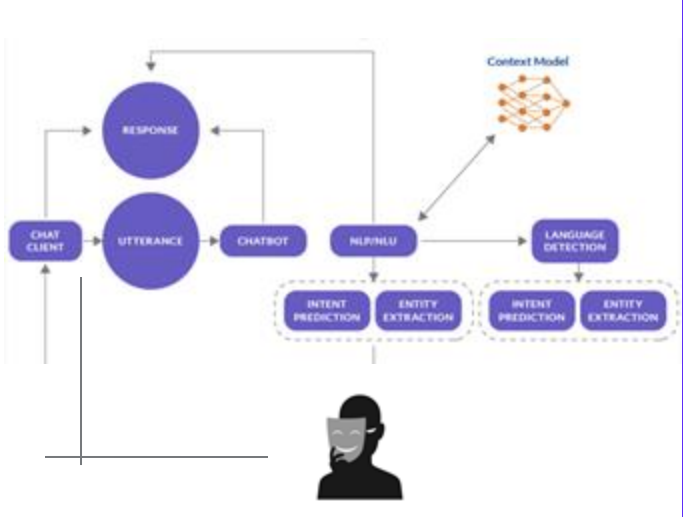 Context Model
RESPONSE
CHAT
CLIENT
UTTERANCE
CHATBOT
NLP/NLU
LANGUAGE
DETECTION
INTENT
PREDICTION
ENTITY
EXTRACTION
INTENT
PREDICTION
ENTITY
EXTRACTION